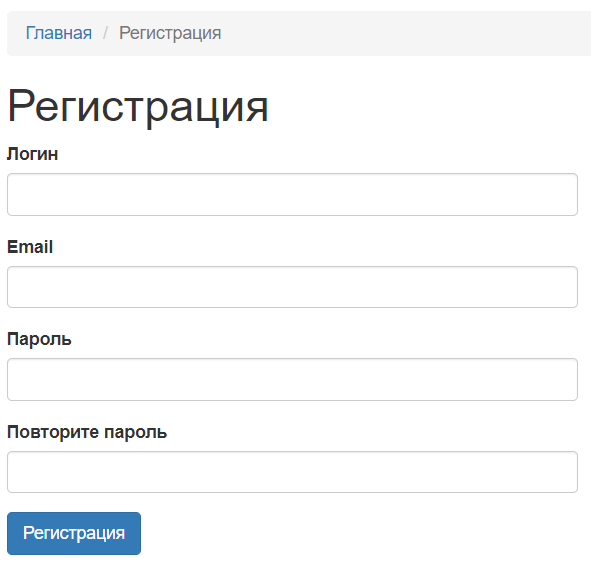 Главная / Регистрация
Регистрация
Логин
Email
Пароль
Повторите пароль
Регистрация